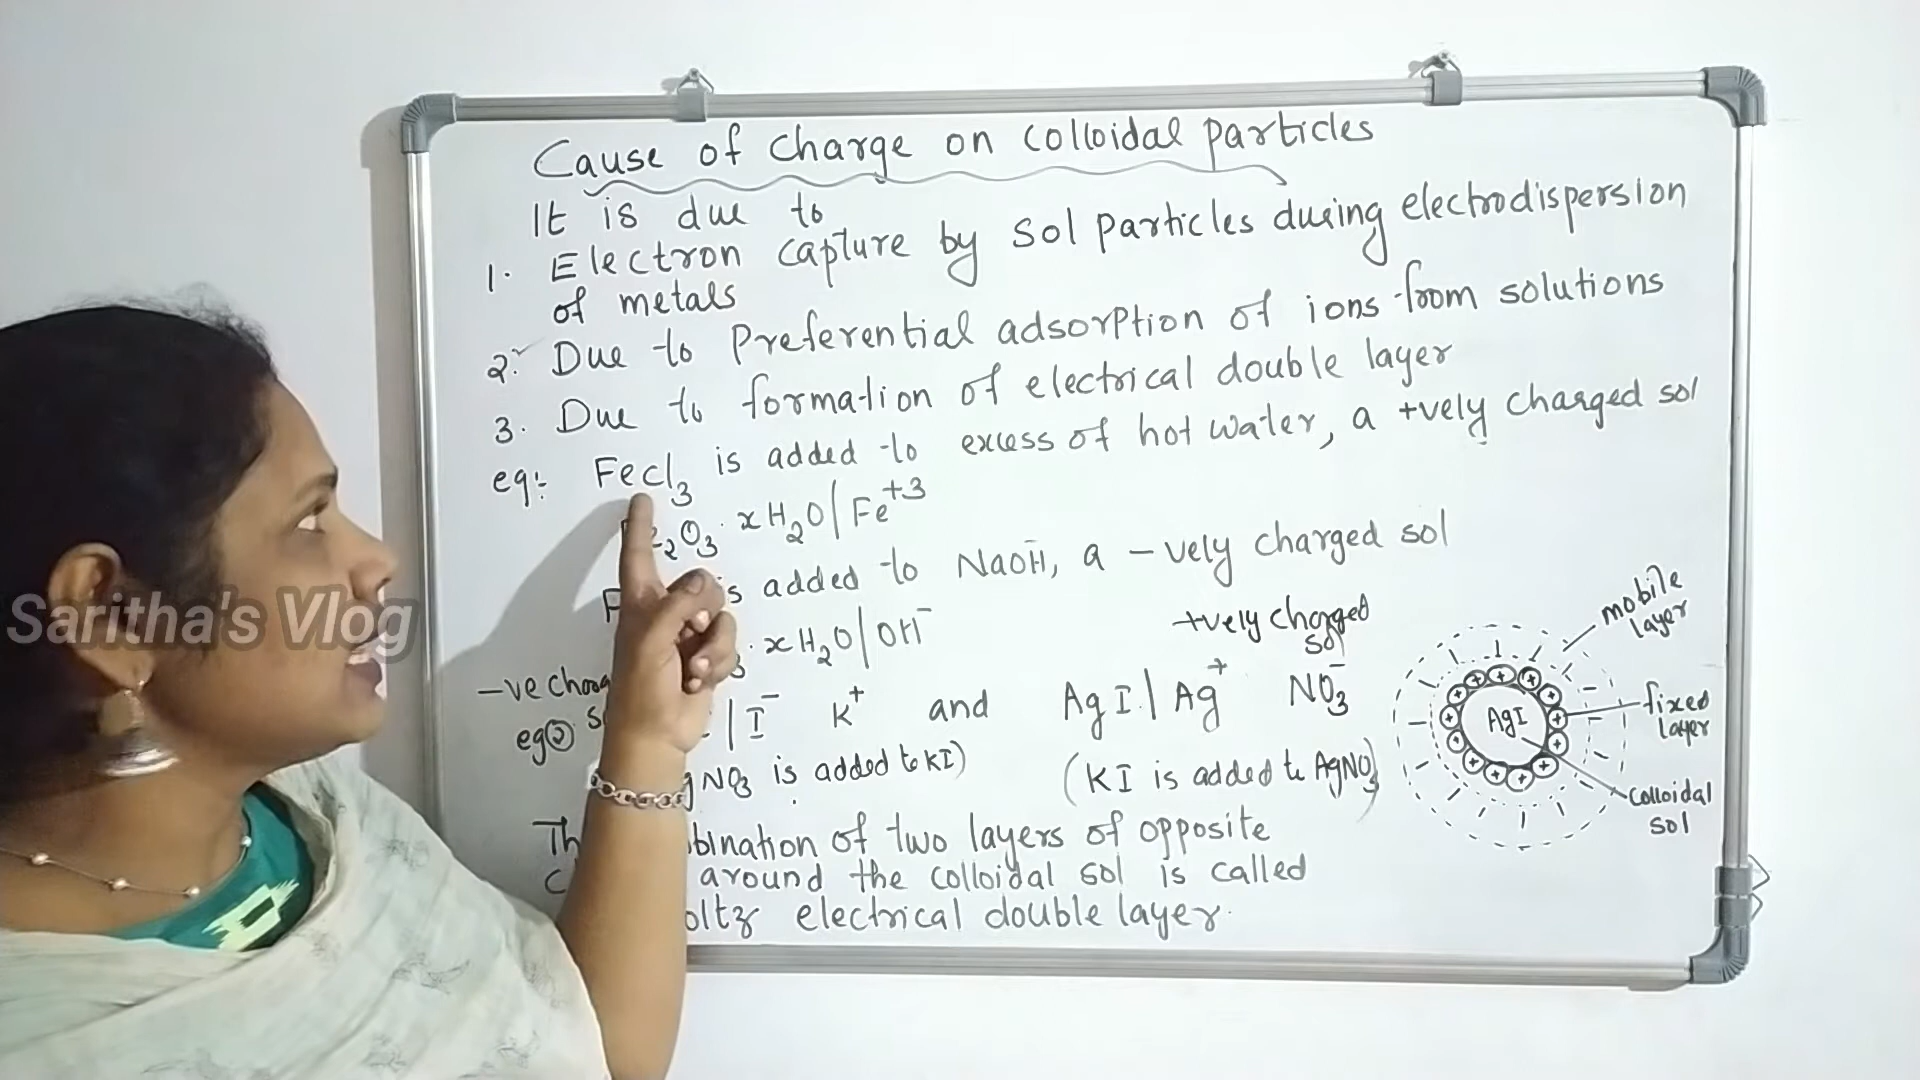 Cause of charge on colloidal particles
It is due to
1. Electron capture by sol particles during electrodispersion
of metals
2. Due to Preferential adsorption of ions from solutions
3. Due to formation of electrical double layer
eg:- FeCl3 is added to excess of hot water, a +vely charged sol
2O3. xH2O/Fe+3
is added to NaOH, a -vely charged sol
3.xH2O/OH-
+vely charged
sol
-ve
eg② /I- K+ and AgI/Ag+ NO3-
NO3 is added to KI) (KI is added to AgNO3)
of two layers of opposite
around the colloidal sol is called
electrical double layer.
mobile
layer
fixed
layer
AgI
colloidal
sol
Saritha's Vlog